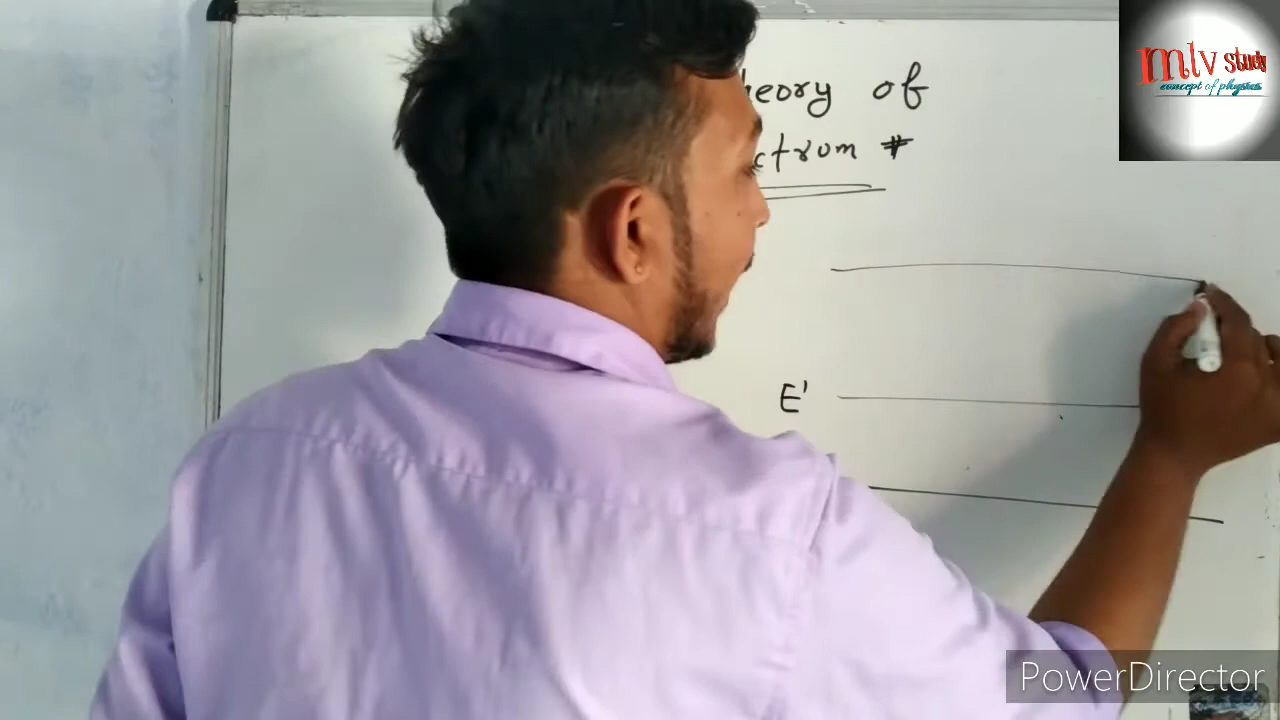 heory of
ctrom #
E'
mlv study
concept of physics
PowerDirector